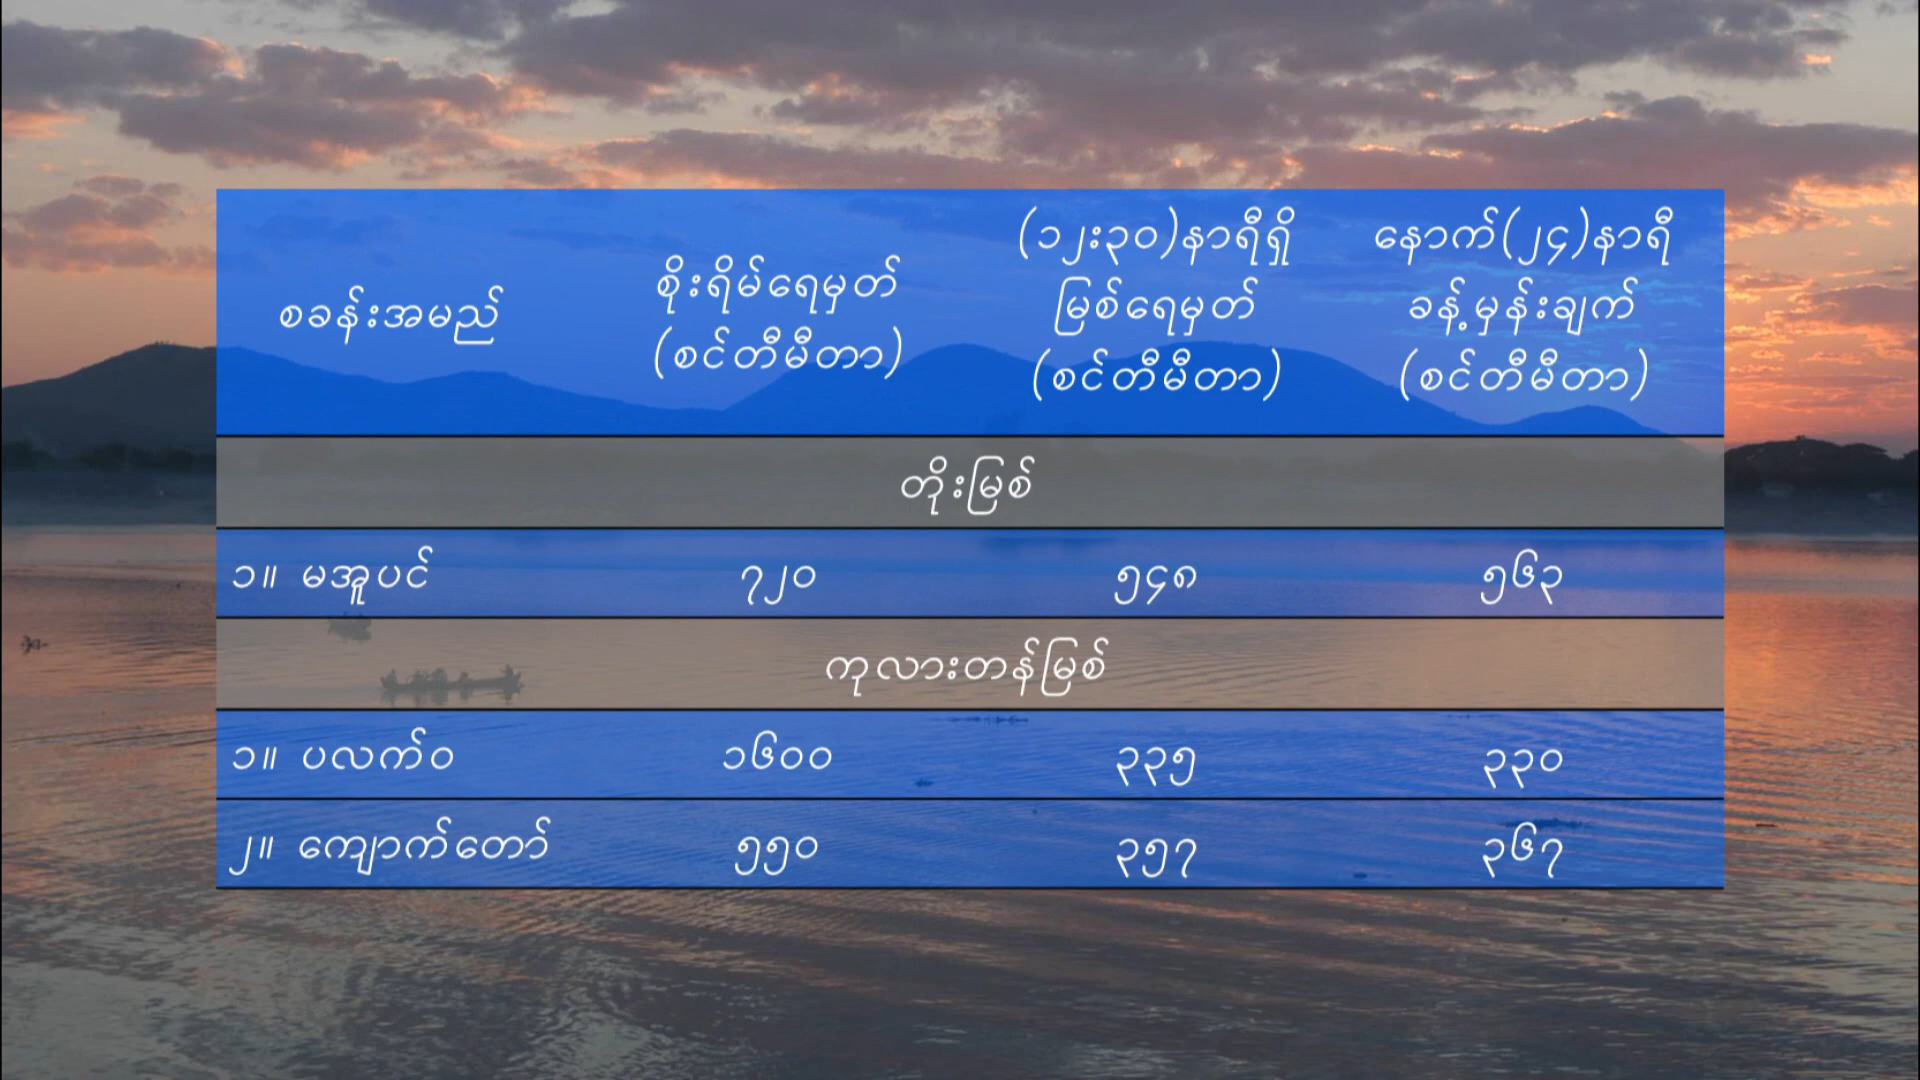 စခန်းအမည်
စိုးရိမ်ရေမှတ်
(စင်တီမီတာ)
(၁၂း၃၀)နာရီရှိ
မြစ်ရေမှတ်
(စင်တီမီတာ)
နောက်(၂၄)နာရီ
ခန့်မှန်းချက်
(စင်တီမီတာ)
တိုးမြစ်
၁။ မအူပင် ၇၂၀ ၅၄၈ ၅၆၃
ကုလားတန်မြစ်
၁။ ပလက်ဝ ၁၆၀၀ ၃၃၅ ၃၃၀
၂။ ကျောက်တော် ၅၅၀ ၃၅၇ ၃၆၇